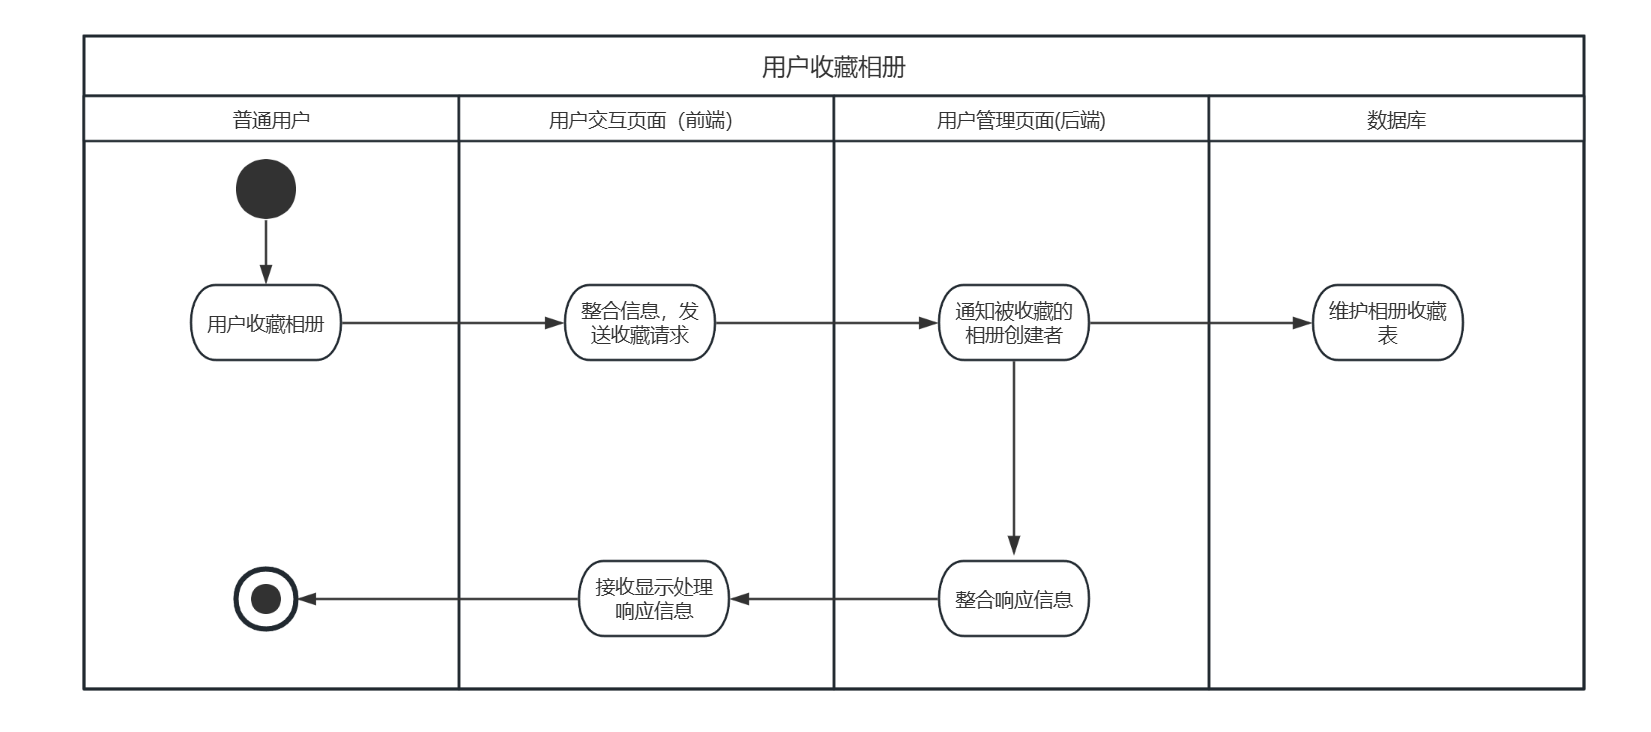 用户收藏相册
普通用户
用户交互页面（前端）
用户管理页面(后端)
数据库
用户收藏相册
整合信息，发
送收藏请求
通知被收藏的
相册创建者
维护相册收藏
表
接收显示处理
响应信息
整合响应信息